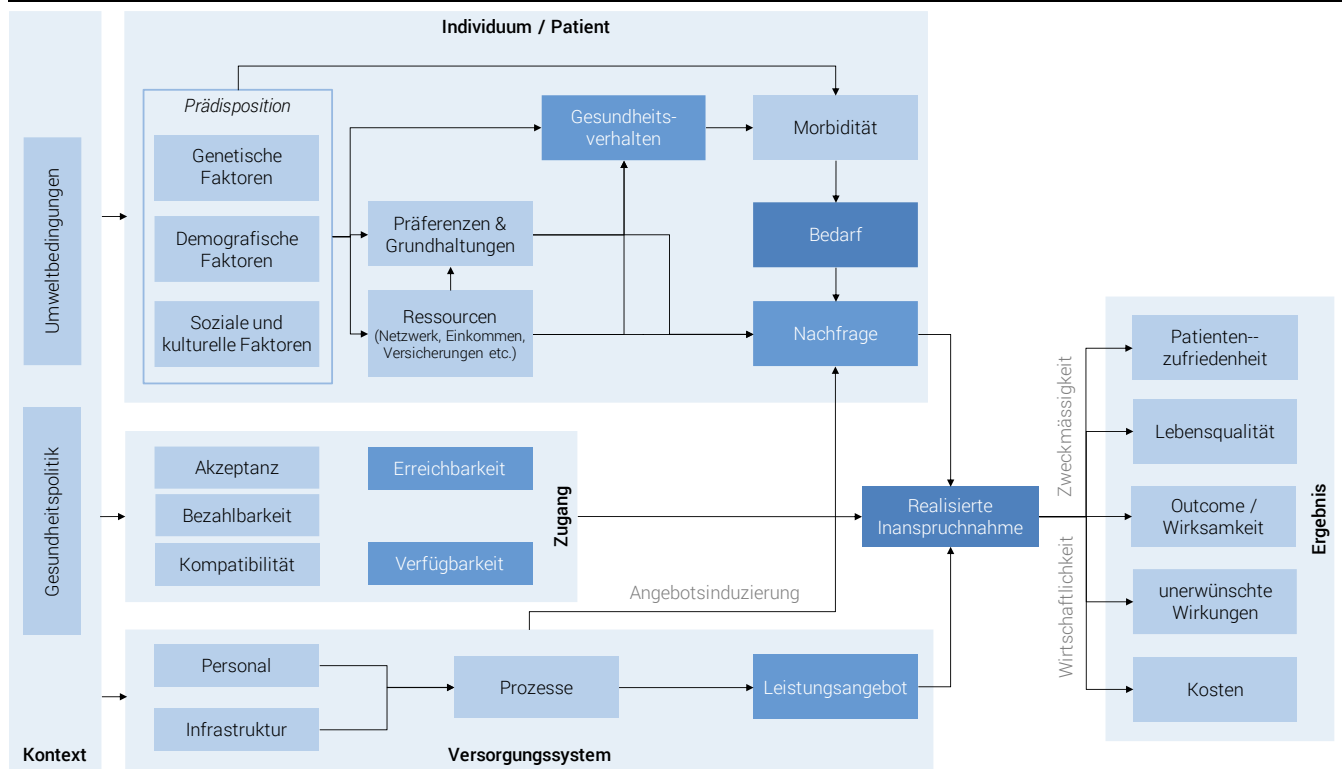 Individuum / Patient
Prädisposition
Genetische
Faktoren
Demografische
Faktoren
Soziale und
kulturelle Faktoren
Gesundheits-
verhalten
Morbidität
Präferenzen &
Grundhaltungen
Bedarf
Ressourcen
(Netzwerk, Einkommen,
Versicherungen etc.)
Nachfrage
Umweltbedingungen
Gesundheitspolitik
Kontext
Akzeptanz
Bezahlbarkeit
Kompatibilität
Erreichbarkeit
Verfügbarkeit
Zugang
Angebotsinduzierung
Personal
Infrastruktur
Prozesse
Leistungsangebot
Versorgungssystem
Realisierte
Inanspruchnahme
Zweckmässigkeit
Wirtschaftlichkeit
Patienten--
zufriedenheit
Lebensqualität
Outcome /
Wirksamkeit
unerwünschte
Wirkungen
Kosten
Ergebnis